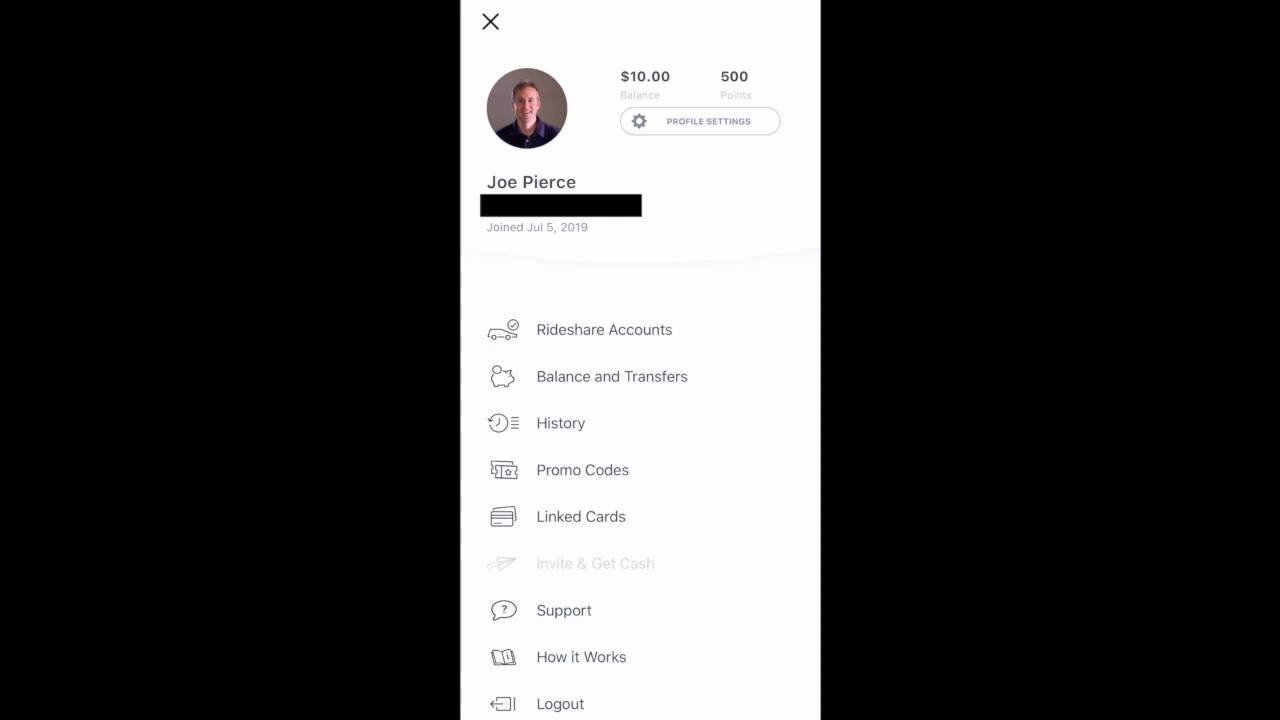 $10.00 500
Balance Points
PROFILE SETTINGS
Joe Pierce
Joined Jul 5, 2019
Rideshare Accounts
Balance and Transfers
History
Promo Codes
Linked Cards
Invite & Get Cash
Support
How it Works
Logout